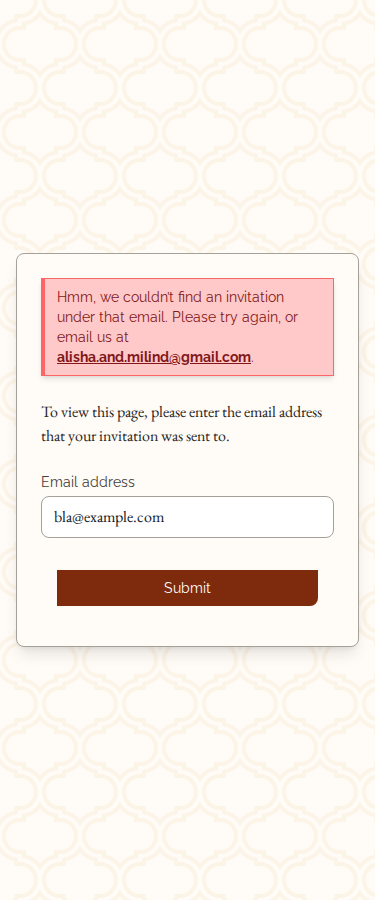 Hmm, we couldn't find an invitation
under that email. Please try again, or
email us at
alisha.and.milind@gmail.com.
To view this page, please enter the email address
that your invitation was sent to.
Email address
bla@example.com
Submit